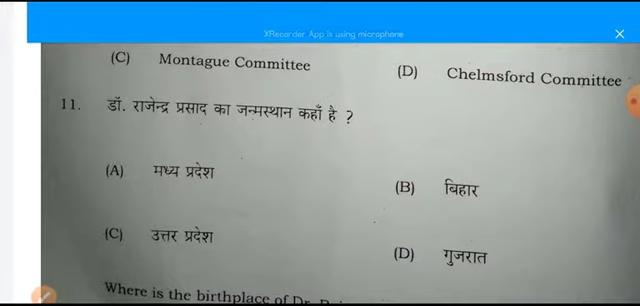 XRecorder App is using microphone
(C) Montague Committee (D) Chelmsford Committee
11. डॉ. राजेन्द्र प्रसाद का जन्मस्थान कहाँ है ?
(A) मध्य प्रदेश (B) बिहार
(C) उत्तर प्रदेश (D) गुजरात
Where is the birthplace of Dr.